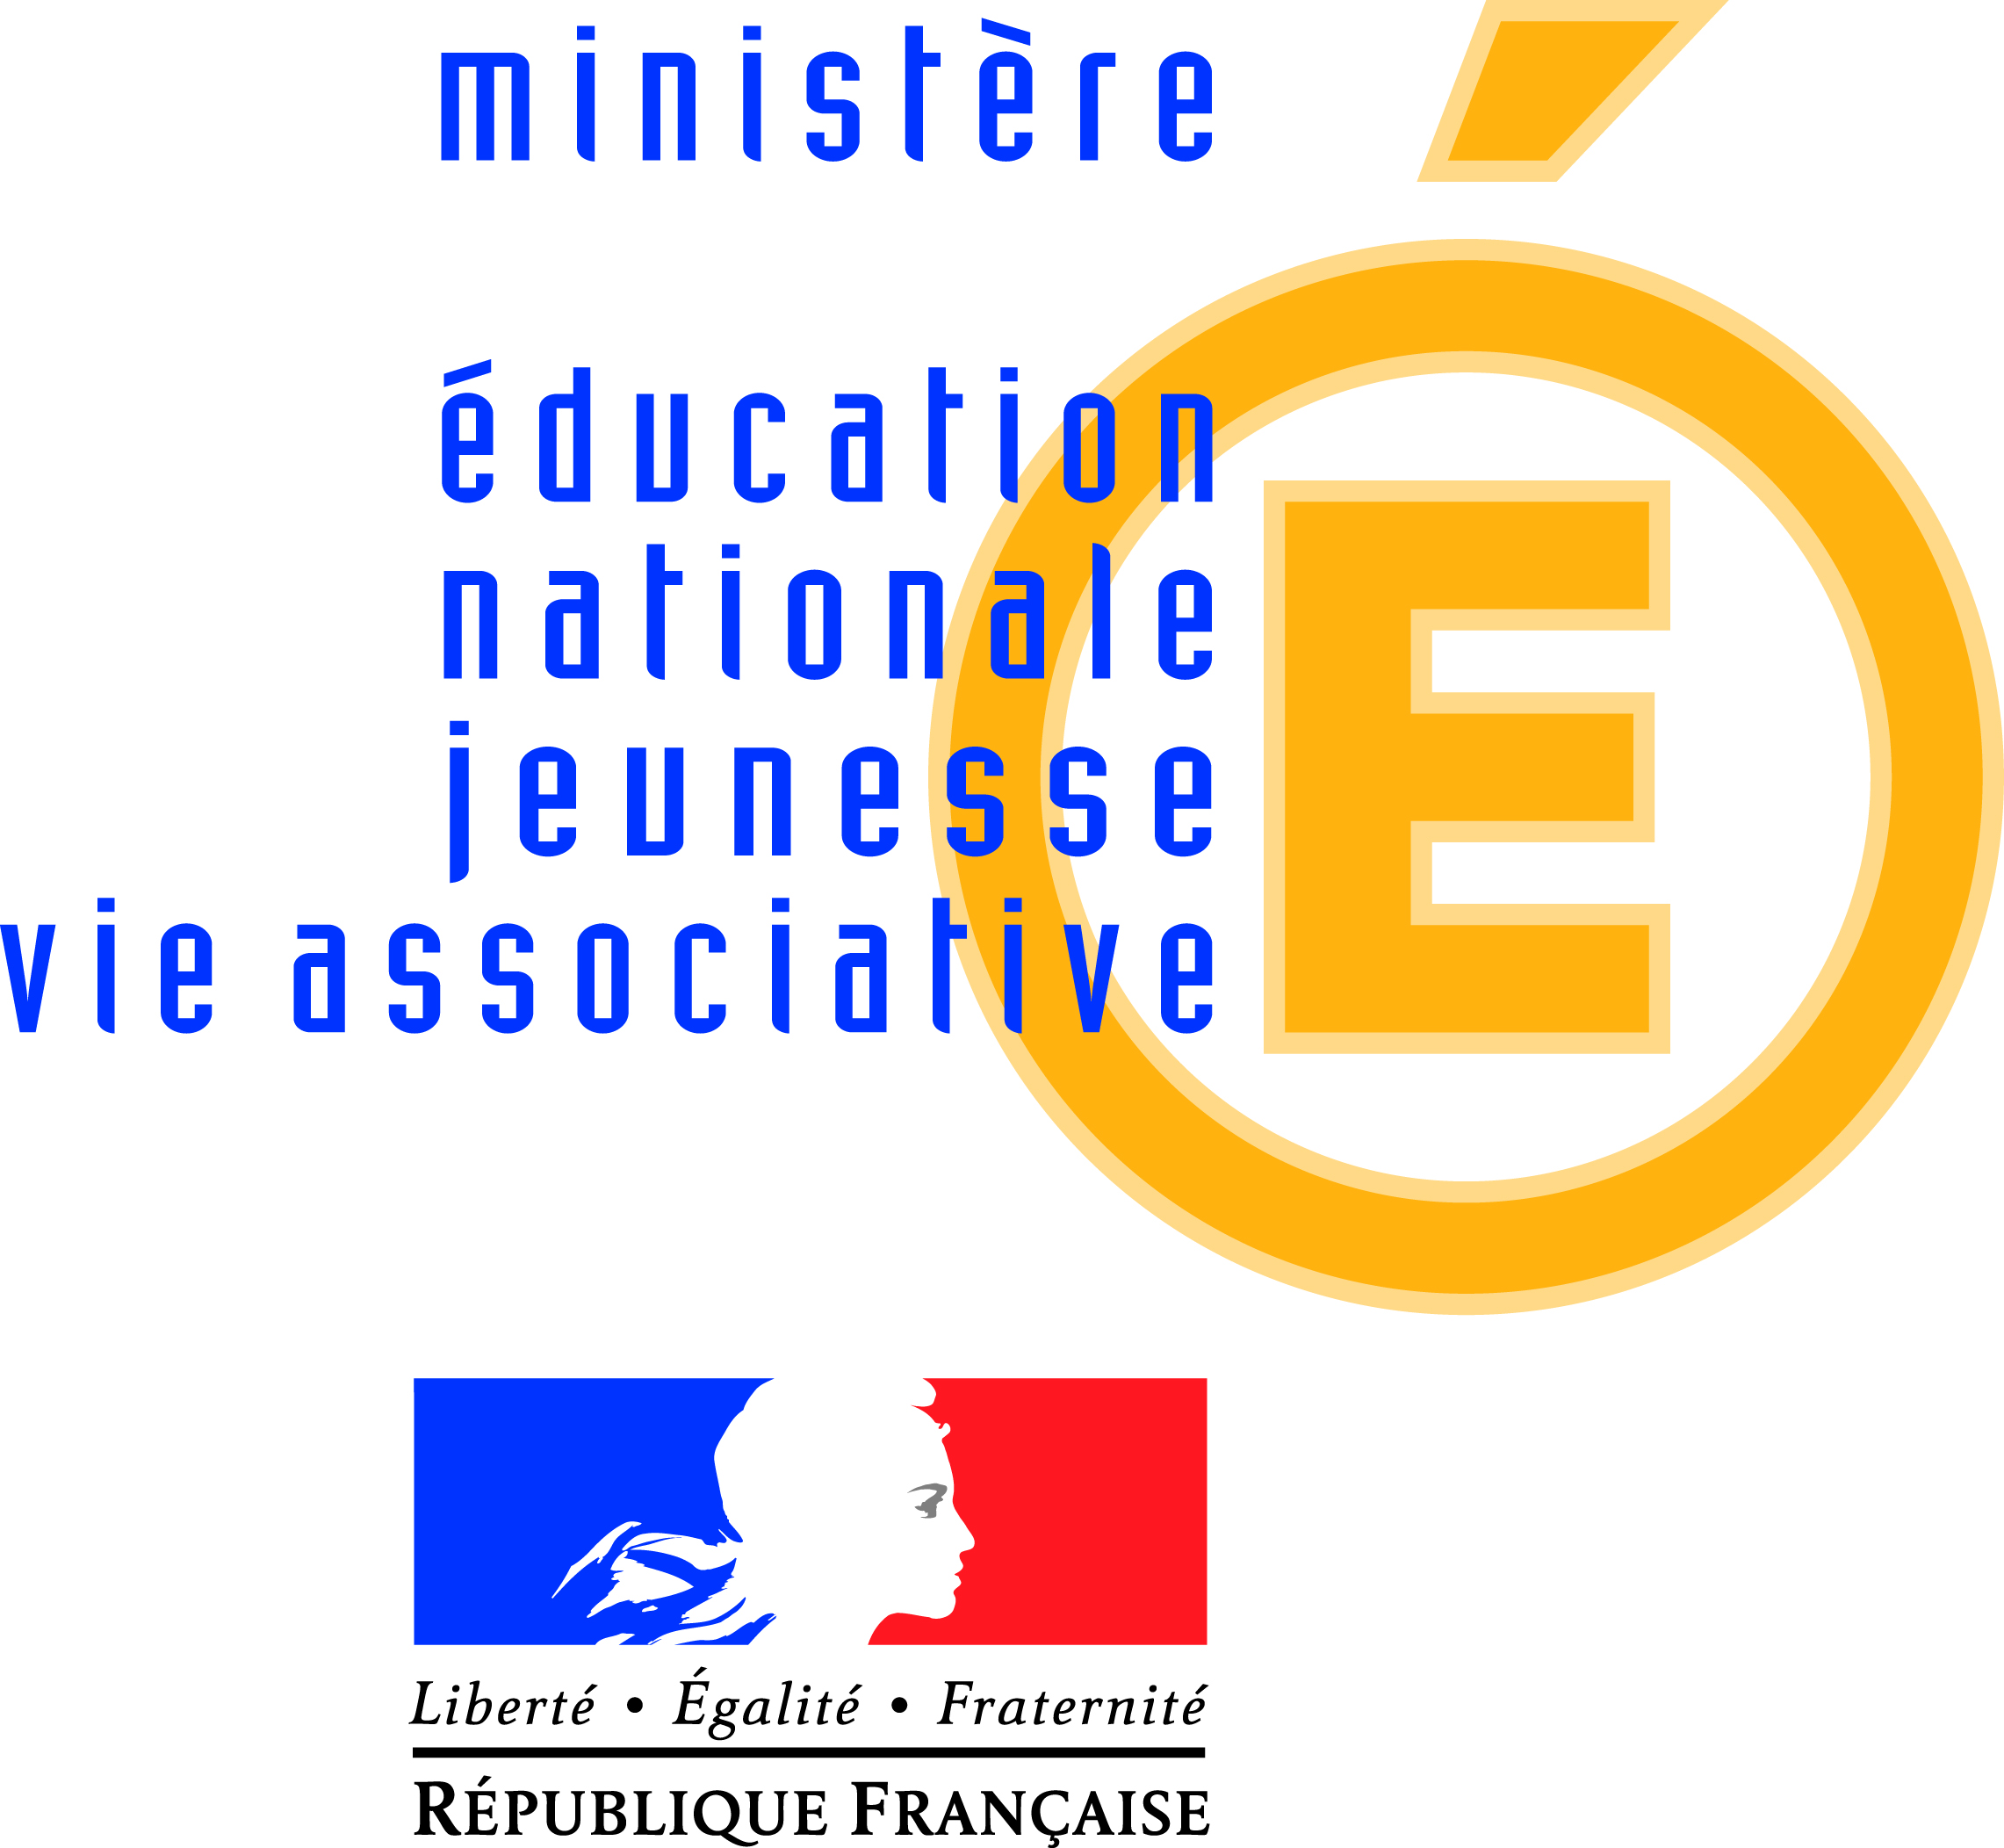 ministère
éducation
nationale
jeunesse
vie associative
É
Liberté • Égalité • Fraternité
RÉPUBLIQUE FRANÇAISE